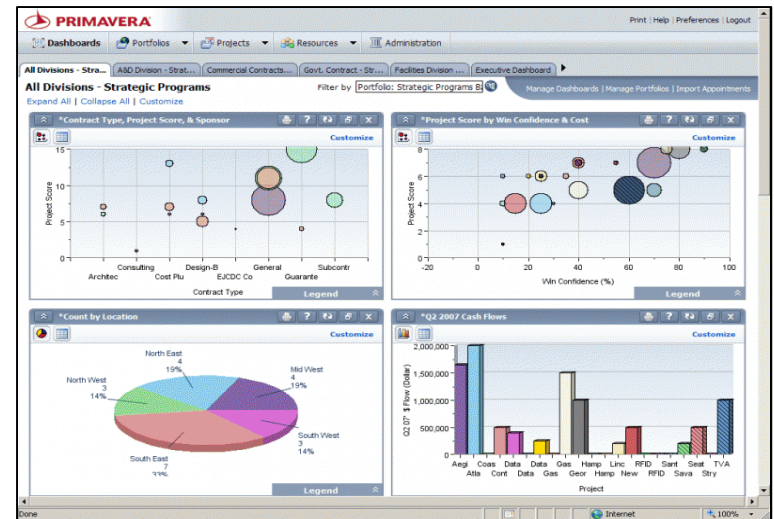 PRIMAVERA
Print | Help | Preferences | Logout
Dashboards Portfolios Projects Resources Administration
All Divisions - Stra... A&D Division - Strat... Commercial Contracts... Govt. Contract - Str... Facilities Division ... Executive Dashboard
All Divisions - Strategic Programs
Filter by Portfolio: Strategic Programs B
Manage Dashboards | Manage Portfolios | Import Appointments
Expand All | Collapse All | Customize
*Contract Type, Project Score, & Sponsor
Customize
15
10
5
0
Project Score
Consulting Design-B General Subcontr
Architec Cost Plu EJCDC Co Guarante
Contract Type
Legend
*Project Score by Win Confidence & Cost
Customize
8
6
4
2
0
Project Score
-20 0 20 40 60 80 100
Win Confidence (%)
Legend
*Count by Location
Customize
North East
4
19%
Mid West
4
19%
North West
3
14%
South West
3
14%
South East
7
33%
Legend
*Q2 2007 Cash Flows
Customize
2,000,000
1,500,000
1,000,000
500,000
0
Q2 07' $ Flow (Dollar)
Aegi Coas Data Data Gas Hamp Linc RFID Sant Seat TVA
Atla Cont Data Gas Geor Hamp New RFID Sava Stry
Project
Done
Internet
100%